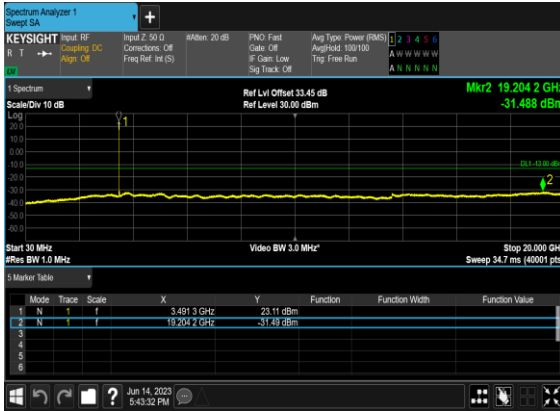 Spectrum Analyzer 1
Swept SA
+
KEYSIGHT
R T
LV
Input: RF
Coupling: DC
Align: Off
Input Z: 50 Ω
Corrections: Off
Freq Ref: Int (S)
#Atten: 20 dB
PNO: Fast
Gate: Off
IF Gain: Low
Sig Track: Off
Avg Type: Power (RMS)
Avg|Hold: 100/100
Trig: Free Run
1 2 3 4 5 6
A W W W W W
A N N N N N
1 Spectrum
Scale/Div 10 dB
Ref Lvl Offset 33.45 dB
Ref Level 30.00 dBm
Mkr2 19.204 2 GHz
-31.488 dBm
Log
20.0
10.0
0.00
-10.0
-20.0
-30.0
-40.0
-50.0
-60.0
1
DL1 -13.00 dBm
2
Start 30 MHz
#Res BW 1.0 MHz
Video BW 3.0 MHz*
Stop 20.000 GHz
Sweep 34.7 ms (40001 pts)
5 Marker Table
Mode Trace Scale X Y Function Function Width Function Value
1 N 1 f 3.491 3 GHz 23.11 dBm
2 N 1 f 19.204 2 GHz -31.49 dBm
3
4
5
6
?
Jun 14, 2023
5:43:32 PM